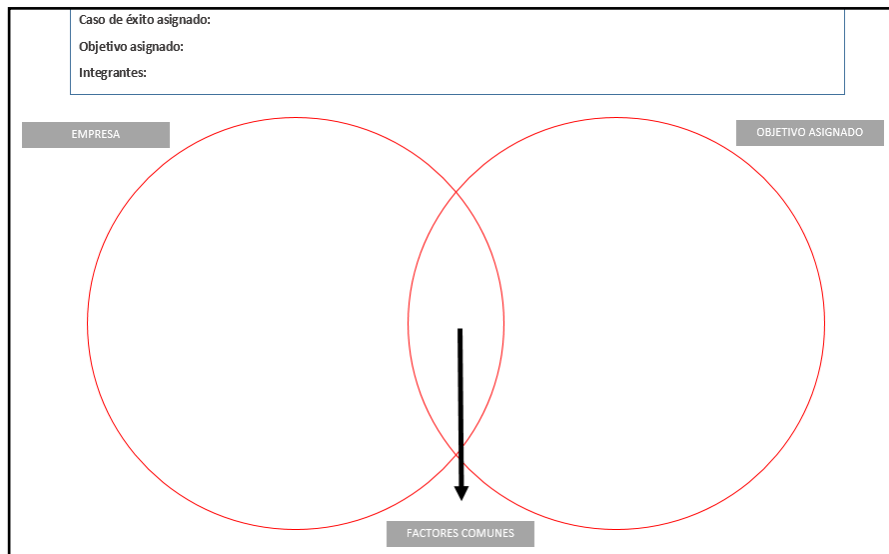 Caso de éxito asignado:
Objetivo asignado:
Integrantes:
EMPRESA
OBJETIVO ASIGNADO
FACTORES COMUNES